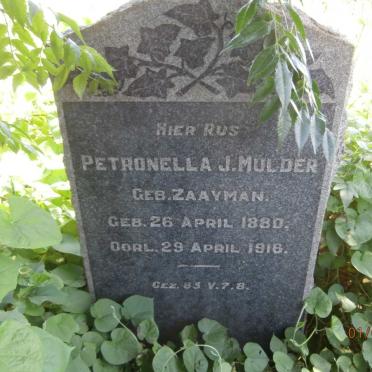 HIER RUS
PETRONELLA J. MULDER
GEB. ZAAYMAN.
GEB. 26 APRIL 1880.
OORL. 29 APRIL 1916.
GEZ. 83 V. 7. 8.